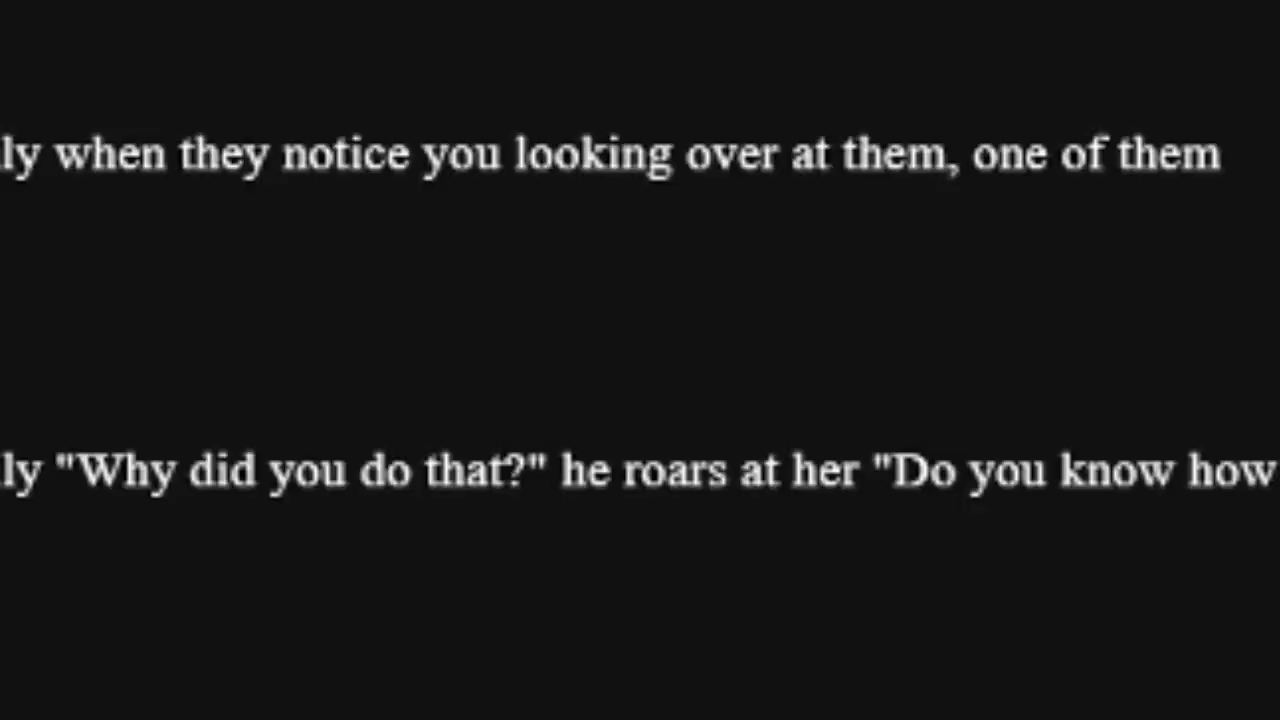 ly when they notice you looking over at them, one of them
ly "Why did you do that?" he roars at her "Do you know how